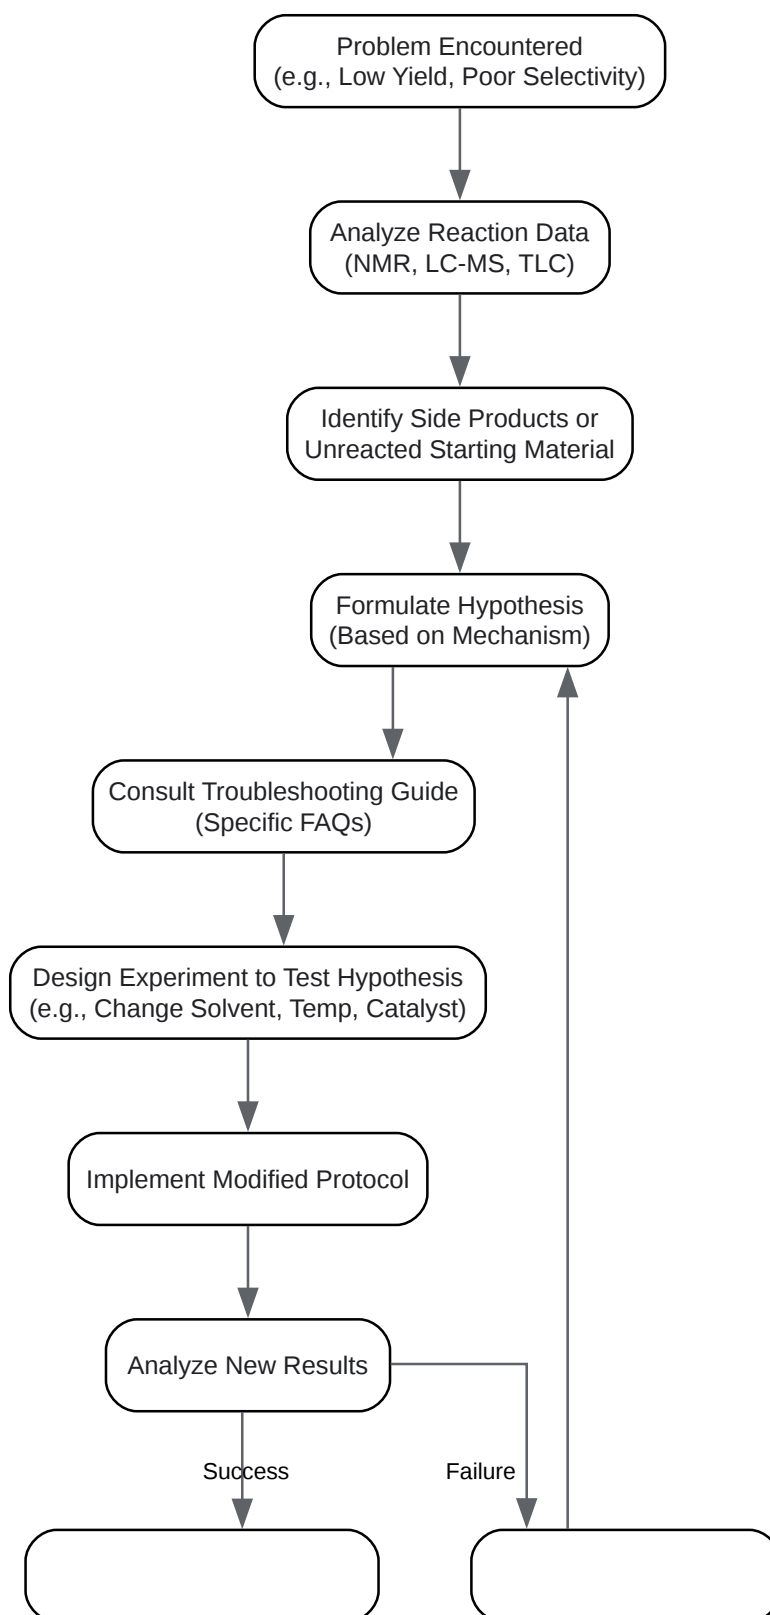 Problem Encountered
(e.g., Low Yield, Poor Selectivity)
Analyze Reaction Data
(NMR, LC-MS, TLC)
Identify Side Products or
Unreacted Starting Material
Formulate Hypothesis
(Based on Mechanism)
Consult Troubleshooting Guide
(Specific FAQs)
Design Experiment to Test Hypothesis
(e.g., Change Solvent, Temp, Catalyst)
Implement Modified Protocol
Analyze New Results
Success
Failure